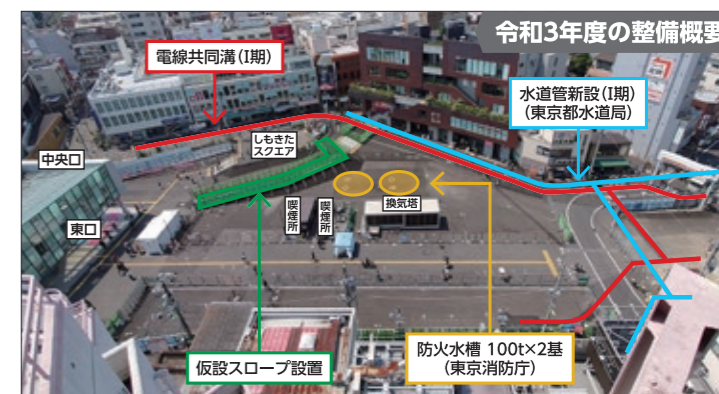 令和3年度の整備概要
電線共同溝(Ⅰ期)
水道管新設(Ⅰ期)
(東京都水道局)
しもきた
スクエア
中央口
東口
喫煙所
喫煙所
換気塔
仮設スロープ設置
防火水槽 100t×2基
(東京消防庁)